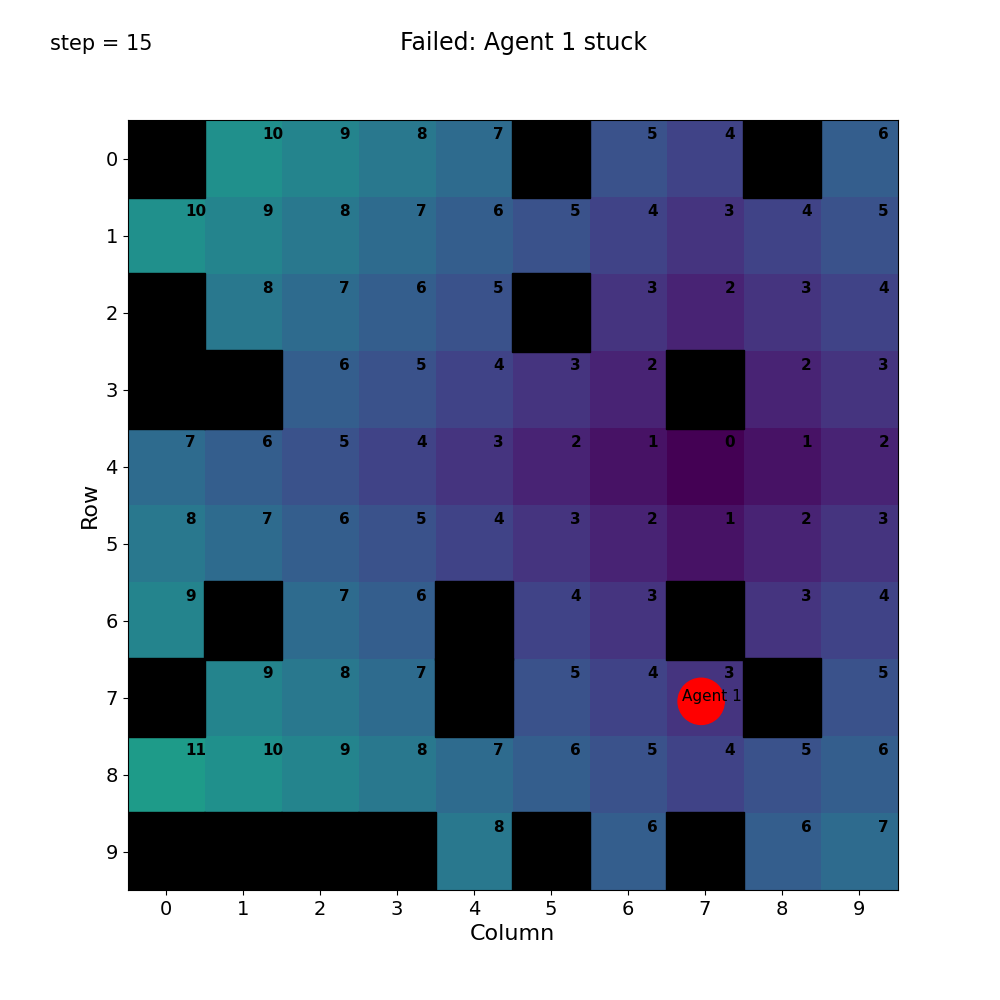 step = 15
Failed: Agent 1 stuck
10 9 8 7 5 4 6
0
10 9 8 7 6 5 4 3 4 5
1
8 7 6 5 3 2 3 4
2
6 5 4 3 2 2 3
3
7 6 5 4 3 2 1 0 1 2
4
8 7 6 5 4 3 2 1 2 3
5
9 7 6 4 3 3 4
6
9 8 7 5 4 3 5
7 Agent 1
11 10 9 8 7 6 5 4 5 6
8
8 6 6 7
9
0 1 2 3 4 5 6 7 8 9
Column
Row